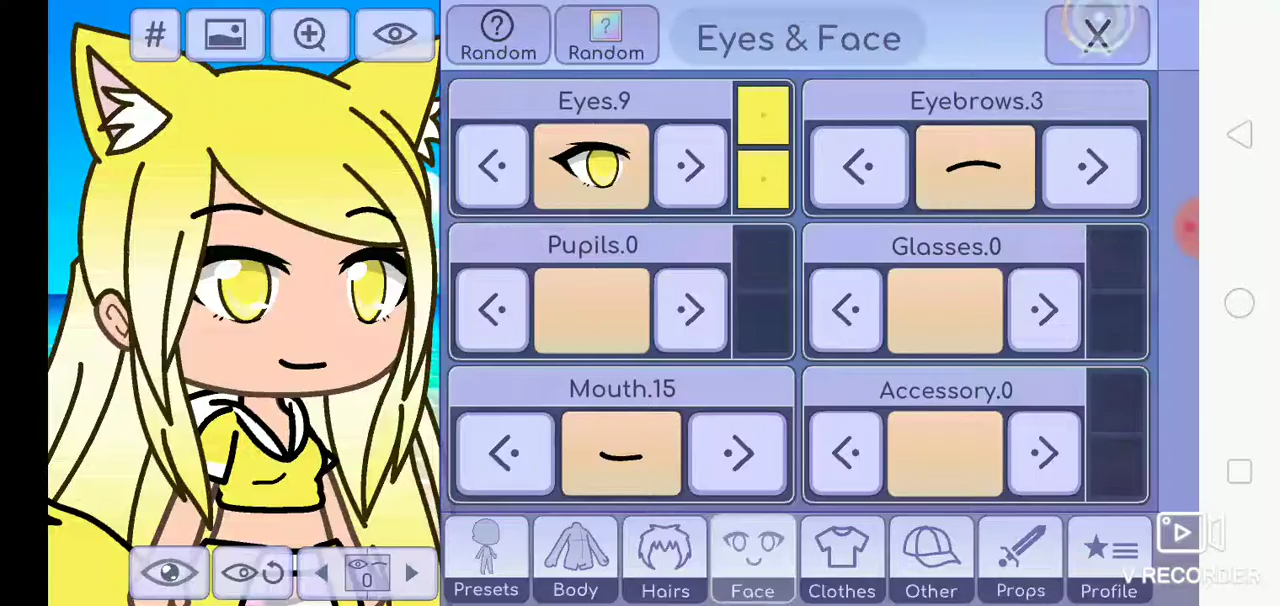 #
Random
Random
Eyes & Face
X
Eyes.9
Eyebrows.3
Pupils.0
Glasses.0
Mouth.15
Accessory.0
0
Presets
Body
Hairs
Face
Clothes
Other
Props
Profile
V-RECORDER